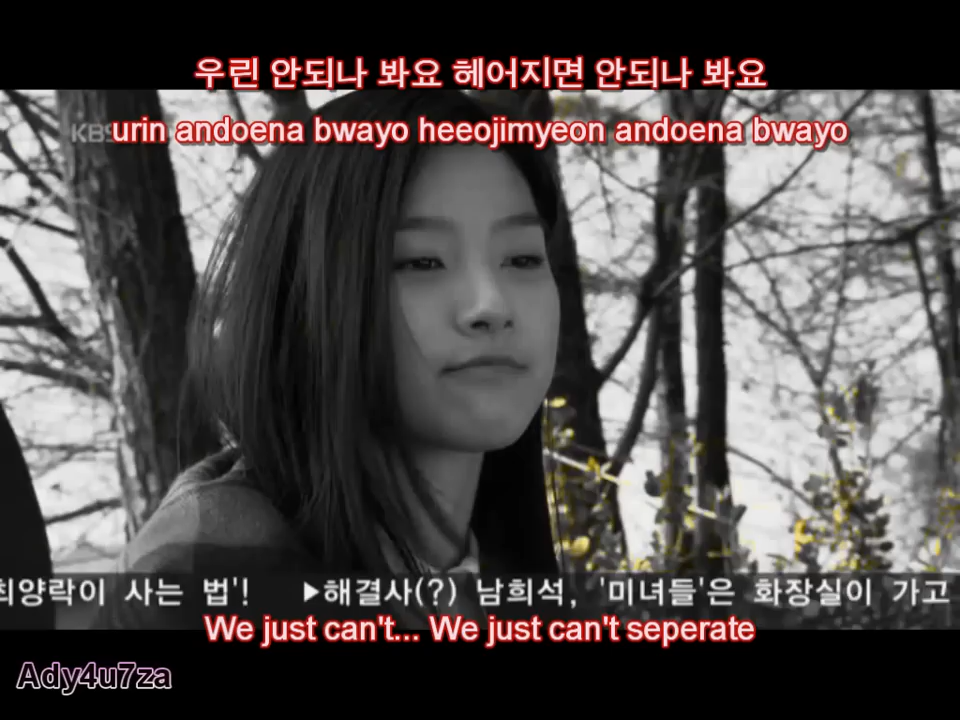 우린 안되나 봐요 헤어지면 안되나 봐요
KBS
urin andoena bwayo heeojimyeon andoena bwayo
최양락이 사는 법'! ▶해결사(?) 남희석, '미녀들'은 화장실이 가고
We just can't... We just can't seperate
Ady4u7za